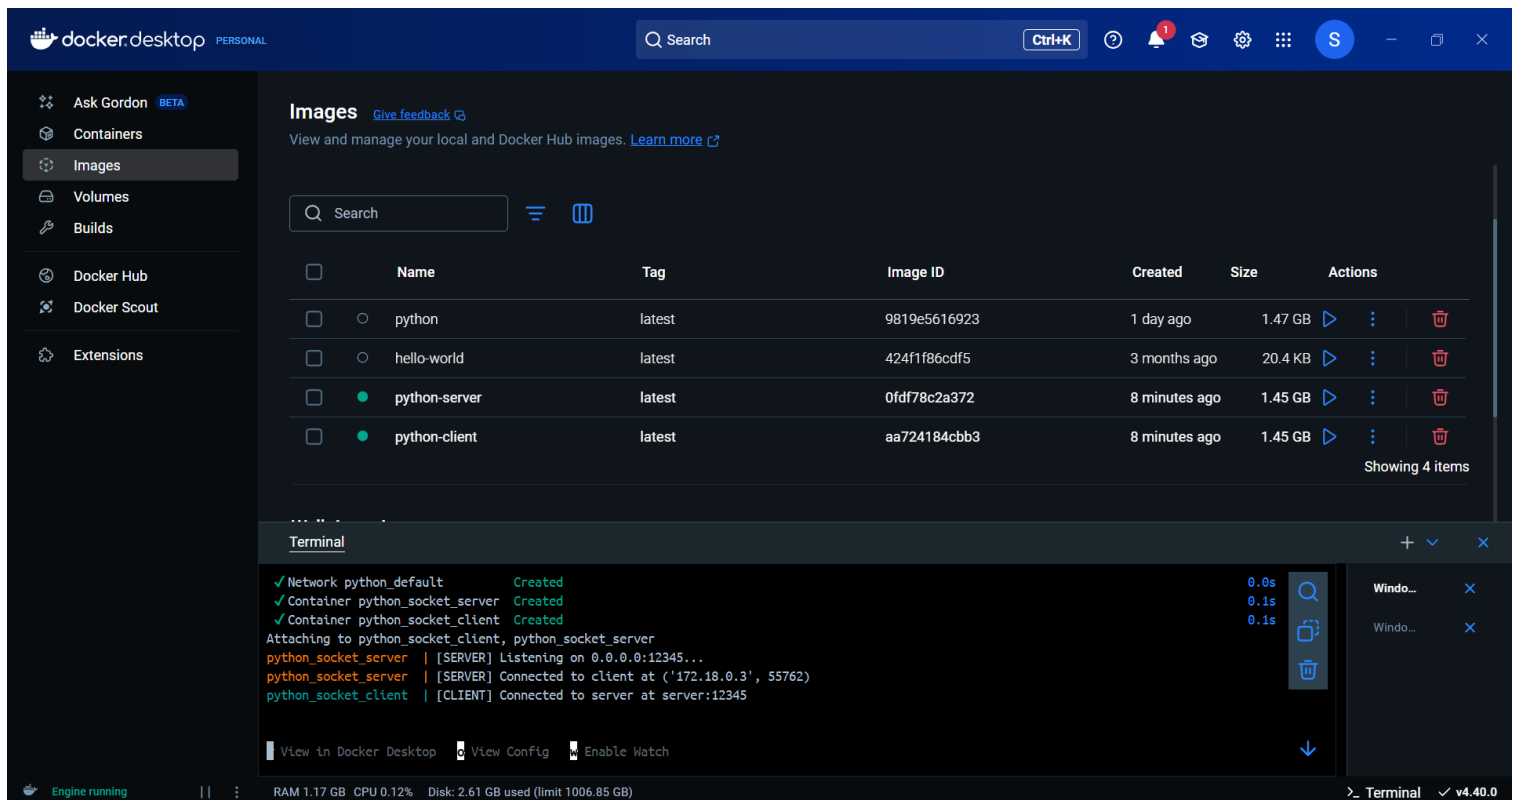 docker.desktop PERSONAL
Search Ctrl+K 1 S
Ask Gordon BETA
Containers
Images
Volumes
Builds
Docker Hub
Docker Scout
Extensions
Images Give feedback
View and manage your local and Docker Hub images. Learn more
Search
Name Tag Image ID Created Size Actions
python latest 9819e5616923 1 day ago 1.47 GB
hello-world latest 424f1f86cdf5 3 months ago 20.4 KB
python-server latest 0fdf78c2a372 8 minutes ago 1.45 GB
python-client latest aa724184cbb3 8 minutes ago 1.45 GB
Showing 4 items
Terminal
✓Network python_default Created 0.0s
✓Container python_socket_server Created 0.1s
✓Container python_socket_client Created 0.1s
Attaching to python_socket_client, python_socket_server
python_socket_server | [SERVER] Listening on 0.0.0.0:12345...
python_socket_server | [SERVER] Connected to client at ('172.18.0.3', 55762)
python_socket_client | [CLIENT] Connected to server at server:12345
View in Docker Desktop o View Config w Enable Watch
Windo...
Windo...
Engine running RAM 1.17 GB CPU 0.12% Disk: 2.61 GB used (limit 1006.85 GB) >_ Terminal ✓ v4.40.0